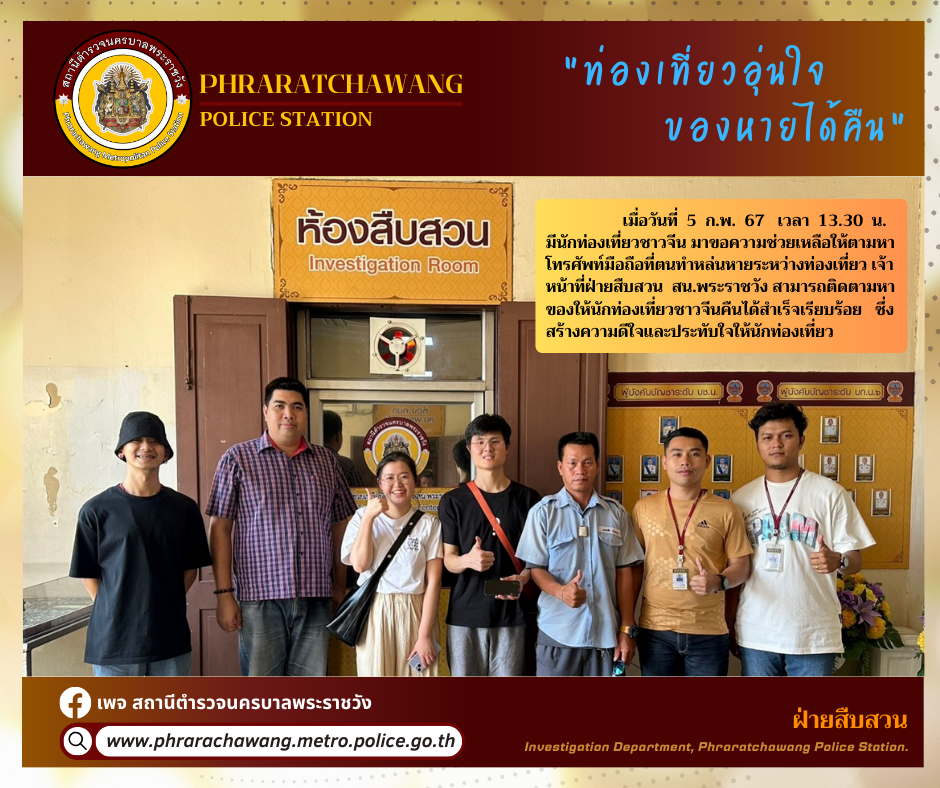 สถานีตำรวจนครบาลพระราชวัง
Phraratchawang Metropolitan Police Station
PHRARATCHAWANG
POLICE STATION
"ท่องเที่ยวอุ่นใจ
ของหายได้คืน"
ห้องสืบสวน
Investigation Room
เมื่อวันที่ 5 ก.พ. 67 เวลา 13.30 น.
มีนักท่องเที่ยวชาวจีน มาขอความช่วยเหลือให้ตามหา
โทรศัพท์มือถือที่ตนทำหล่นหายระหว่างท่องเที่ยว เจ้า
หน้าที่ฝ่ายสืบสวน สน.พระราชวัง สามารถติดตามหา
ของให้นักท่องเที่ยวชาวจีนคืนได้สำเร็จเรียบร้อย ซึ่ง
สร้างความดีใจและประทับใจให้นักท่องเที่ยว
ผู้บังคับบัญชาระดับ บช.น.
ผู้บังคับบัญชาระดับ บก.น.๖
adidas
เพจ สถานีตำรวจนครบาลพระราชวัง
www.phrarachawang.metro.police.go.th
ฝ่ายสืบสวน
Investigation Department, Phraratchawang Police Station.